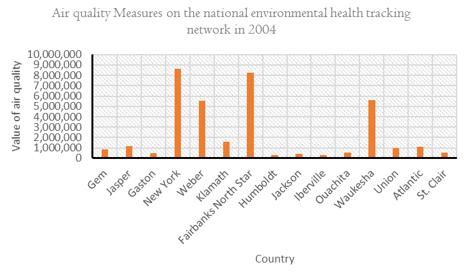 Air quality Measures on the national environmental health tracking
network in 2004
Value of air quality
10,000,000
9,000,000
8,000,000
7,000,000
6,000,000
5,000,000
4,000,000
3,000,000
2,000,000
1,000,000
0
Gem
Jasper
Gaston
New York
Weber
Klamath
Fairbanks North Star
Humboldt
Jackson
Iberville
Ouachita
Waukesha
Union
Atlantic
St. Clair
Country